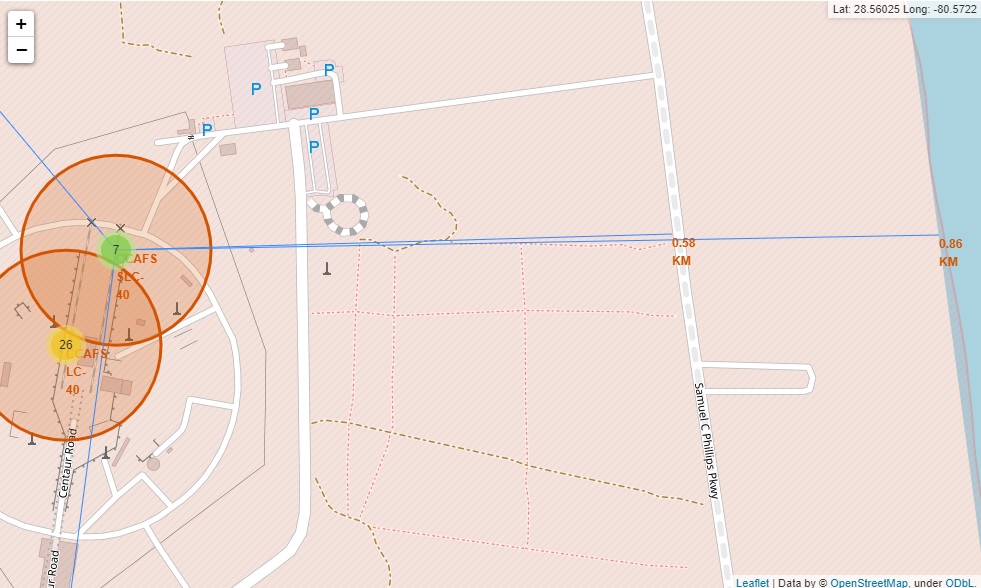 +
−
Lat: 28.56025 Long: -80.5722
P
P
P
P
P
7
CCAFS
SLC-
40
0.58
KM
0.86
KM
26
CCAFS
LC-
40
Samuel C Phillips Pkwy
Centaur Road
ur Road
Leaflet | Data by © OpenStreetMap, under ODbL.